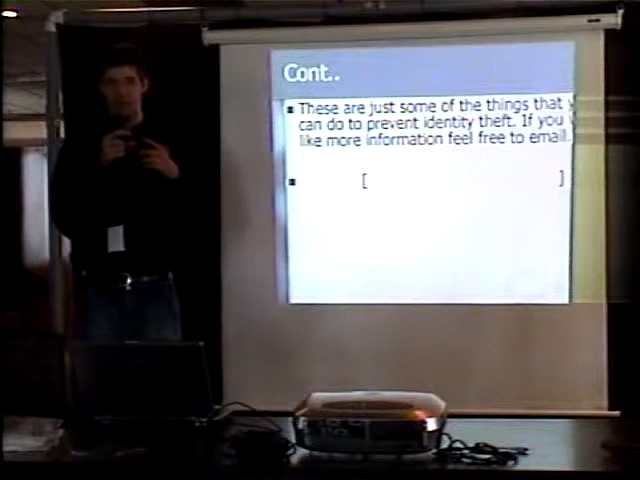 Cont..
▪ These are just some of the things that
can do to prevent identity theft. If you
like more information feel free to email.
▪ [ ]